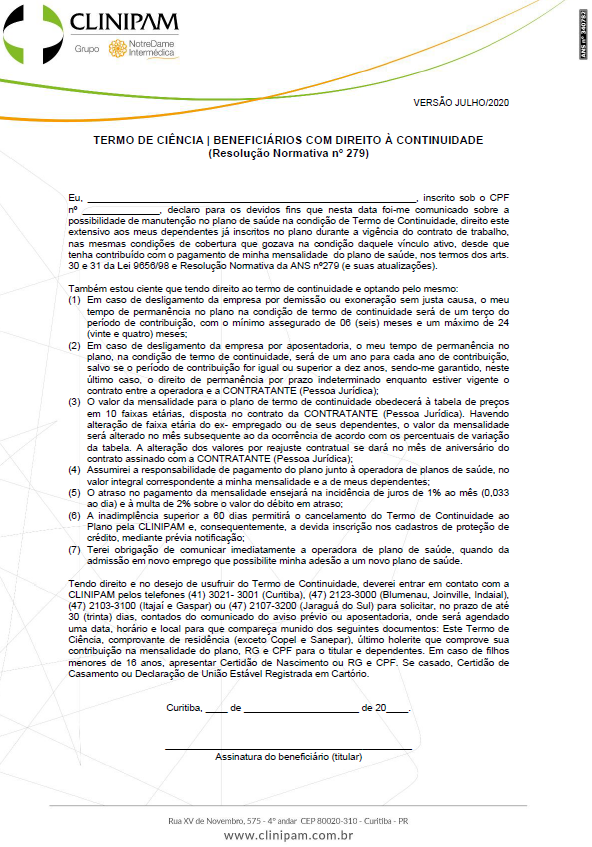 CLINIPAM
Grupo NotreDame
Intermédica
ANS nº 340782
VERSÃO JULHO/2020
TERMO DE CIÊNCIA | BENEFICIÁRIOS COM DIREITO À CONTINUIDADE
(Resolução Normativa nº 279)
Eu, ____________________________________________, inscrito sob o CPF
nº ______________, declaro para os devidos fins que nesta data foi-me comunicado sobre a
possibilidade de manutenção no plano de saúde na condição de Termo de Continuidade, direito este
extensivo aos meus dependentes já inscritos no plano durante a vigência do contrato de trabalho,
nas mesmas condições de cobertura que gozava na condição daquele vínculo ativo, desde que
tenha contribuído com o pagamento de minha mensalidade do plano de saúde, nos termos dos arts.
30 e 31 da Lei 9656/98 e Resolução Normativa da ANS nº279 (e suas atualizações).
Também estou ciente que tendo direito ao termo de continuidade e optando pelo mesmo:
(1) Em caso de desligamento da empresa por demissão ou exoneração sem justa causa, o meu
tempo de permanência no plano na condição de termo de continuidade será de um terço do
período de contribuição, com o mínimo assegurado de 06 (seis) meses e um máximo de 24
(vinte e quatro) meses;
(2) Em caso de desligamento da empresa por aposentadoria, o meu tempo de permanência no
plano, na condição de termo de continuidade, será de um ano para cada ano de contribuição,
salvo se o período de contribuição for igual ou superior a dez anos, sendo-me garantido, neste
último caso, o direito de permanência por prazo indeterminado enquanto estiver vigente o
contrato entre a operadora e a CONTRATANTE (Pessoa Jurídica);
(3) O valor da mensalidade para o plano de termo de continuidade obedecerá à tabela de preços
em 10 faixas etárias, disposta no contrato da CONTRATANTE (Pessoa Jurídica). Havendo
alteração de faixa etária do ex- empregado ou de seus dependentes, o valor da mensalidade
será alterado no mês subsequente ao da ocorrência de acordo com os percentuais de variação
da tabela. A alteração dos valores por reajuste contratual se dará no mês de aniversário do
contrato assinado com a CONTRATANTE (Pessoa Jurídica);
(4) Assumirei a responsabilidade de pagamento do plano junto à operadora de planos de saúde, no
valor integral correspondente a minha mensalidade e a de meus dependentes;
(5) O atraso no pagamento da mensalidade ensejará na incidência de juros de 1% ao mês (0,033
ao dia) e à multa de 2% sobre o valor do débito em atraso;
(6) A inadimplência superior a 60 dias permitirá o cancelamento do Termo de Continuidade ao
Plano pela CLINIPAM e, consequentemente, a devida inscrição nos cadastros de proteção de
crédito, mediante prévia notificação;
(7) Terei obrigação de comunicar imediatamente a operadora de plano de saúde, quando da
admissão em novo emprego que possibilite minha adesão a um novo plano de saúde.
Tendo direito e no desejo de usufruir do Termo de Continuidade, deverei entrar em contato com a
CLINIPAM pelos telefones (41) 3021- 3001 (Curitiba), (47) 2123-3000 (Blumenau, Joinville, Indaial),
(47) 2103-3100 (Itajaí e Gaspar) ou (47) 2107-3200 (Jaraguá do Sul) para solicitar, no prazo de até
30 (trinta) dias, contados do comunicado do aviso prévio ou aposentadoria, onde será agendado
uma data, horário e local para que compareça munido dos seguintes documentos: Este Termo de
Ciência, comprovante de residência (exceto Copel e Sanepar), último holerite que comprove sua
contribuição na mensalidade do plano, RG e CPF para o titular e dependentes. Em caso de filhos
menores de 16 anos, apresentar Certidão de Nascimento ou RG e CPF. Se casado, Certidão de
Casamento ou Declaração de União Estável Registrada em Cartório.
Curitiba, ____ de _____________________ de 20____.
_____________________________________________
Assinatura do beneficiário (titular)
Rua XV de Novembro, 575 - 4º andar CEP 80020-310 - Curitiba - PR
www.clinipam.com.br